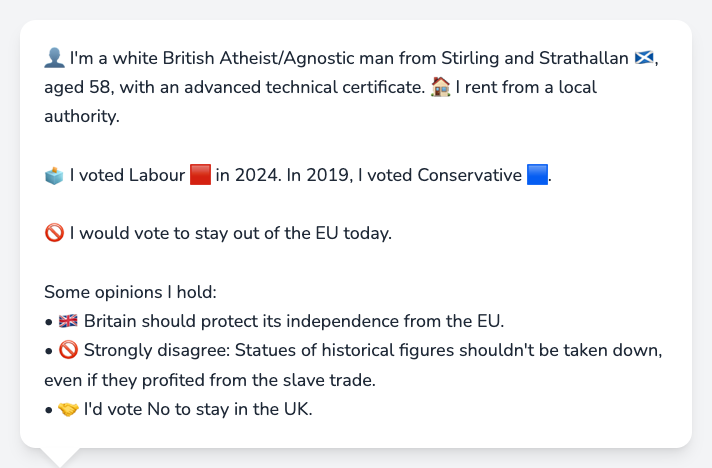 👤 I'm a white British Atheist/Agnostic man from Stirling and Strathallan 🏴󠁧󠁢󠁳󠁣󠁴󠁿,
aged 58, with an advanced technical certificate. 🏠 I rent from a local
authority.
🗳️ I voted Labour 🟥 in 2024. In 2019, I voted Conservative 🟦.
🚫 I would vote to stay out of the EU today.
Some opinions I hold:
• 🇬🇧 Britain should protect its independence from the EU.
• 🚫 Strongly disagree: Statues of historical figures shouldn't be taken down,
even if they profited from the slave trade.
• 🤝 I'd vote No to stay in the UK.